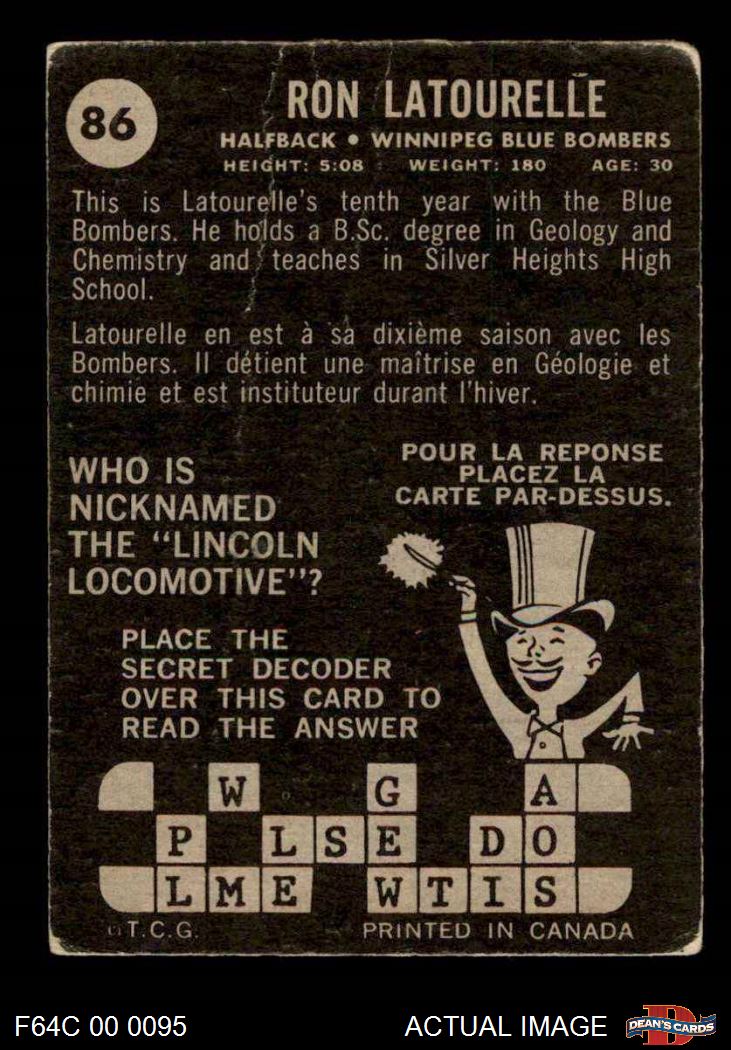 86
RON LATOURELLE
HALFBACK • WINNIPEG BLUE BOMBERS
HEIGHT: 5:08 WEIGHT: 180 AGE: 30
This is Latourelle's tenth year with the Blue
Bombers. He holds a B.Sc. degree in Geology and
Chemistry and teaches in Silver Heights High
School.
Latourelle en est à sa dixième saison avec les
Bombers. Il détient une maîtrise en Géologie et
chimie et est instituteur durant l'hiver.
WHO IS
NICKNAMED
THE "LINCOLN
LOCOMOTIVE"?
POUR LA REPONSE
PLACEZ LA
CARTE PAR-DESSUS.
PLACE THE
SECRET DECODER
OVER THIS CARD TO
READ THE ANSWER
W G A
P L S E D O
L M E W T I S
©T.C.G. PRINTED IN CANADA
F64C 00 0095 ACTUAL IMAGE DEAN'S CARDS